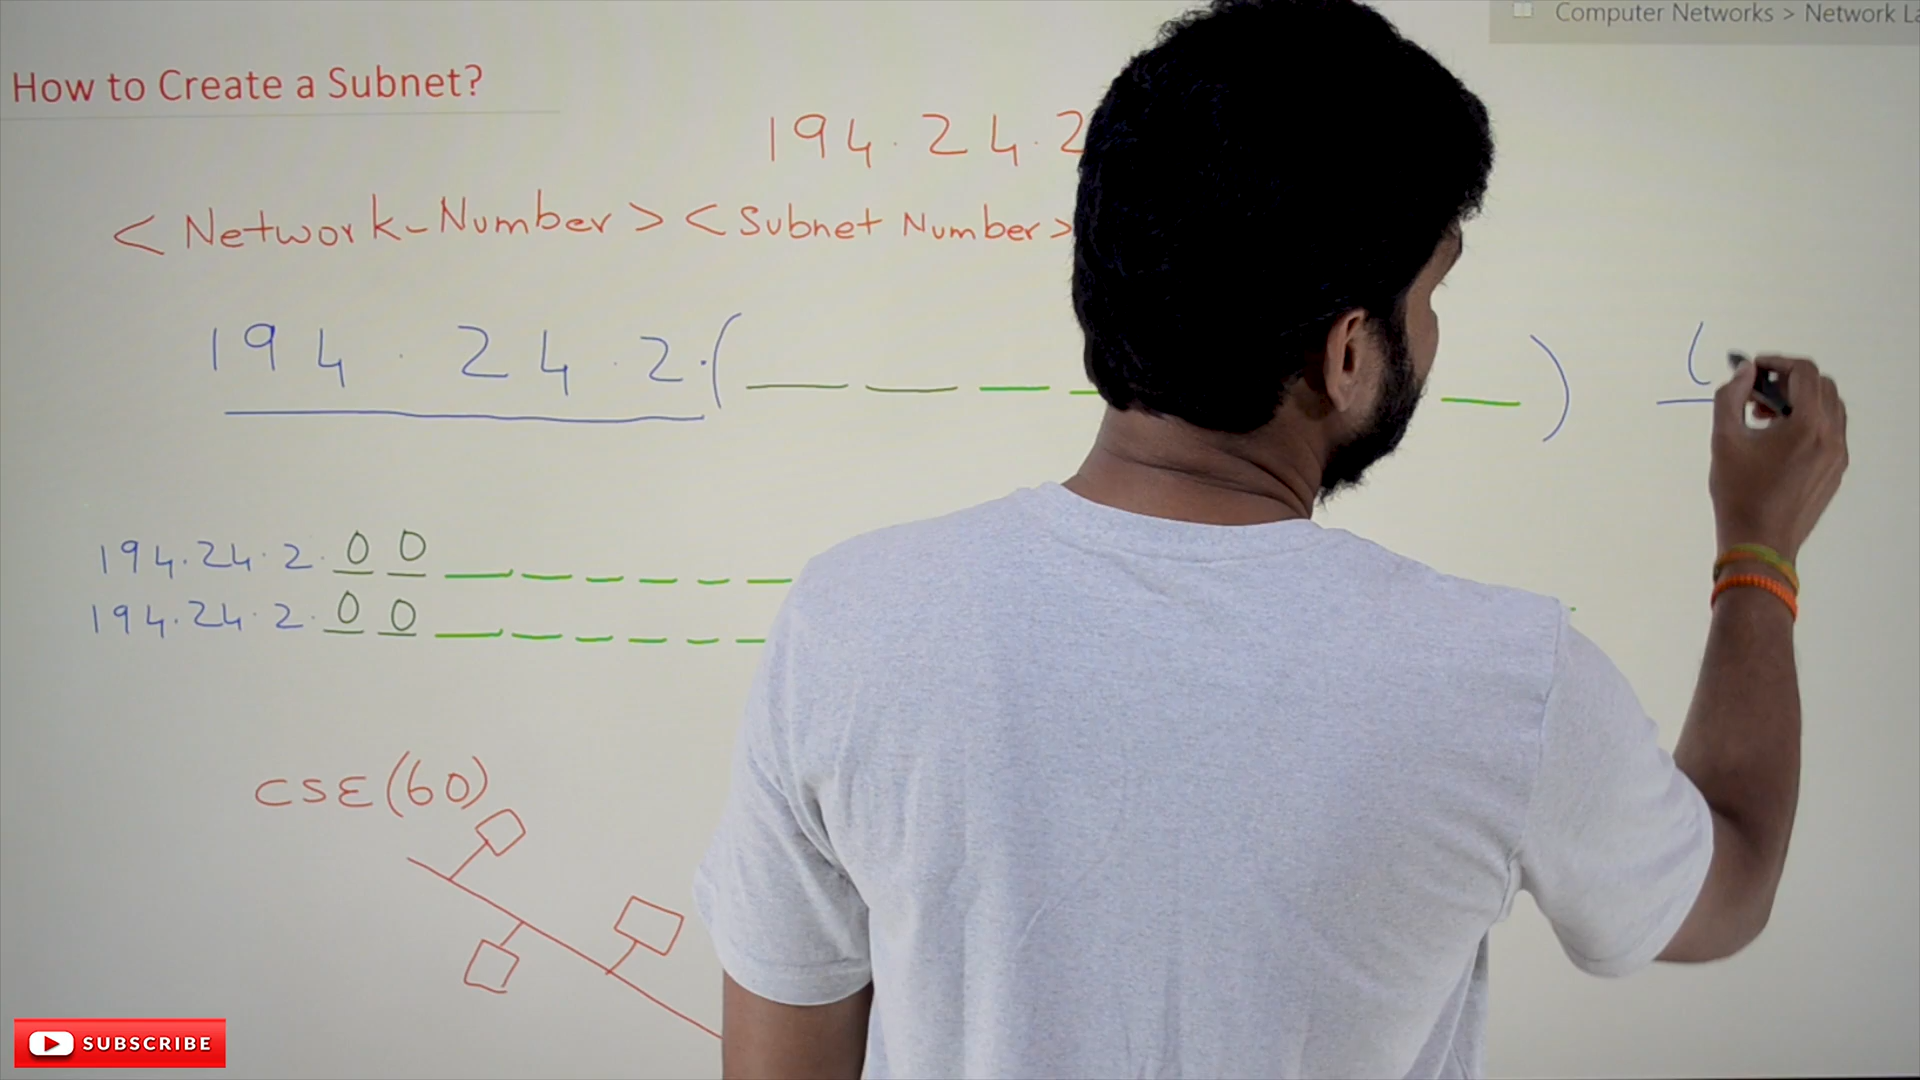 Computer Networks > Network La
How to Create a Subnet?
194.24.2
<Network-Number> <Subnet Number>
194.24.2.( _ _ _ _ _ ) (
194.24.2.0 0 _ _ _ _ _ _
194.24.2.0 0 _ _ _ _ _ _
CSE(60)
SUBSCRIBE